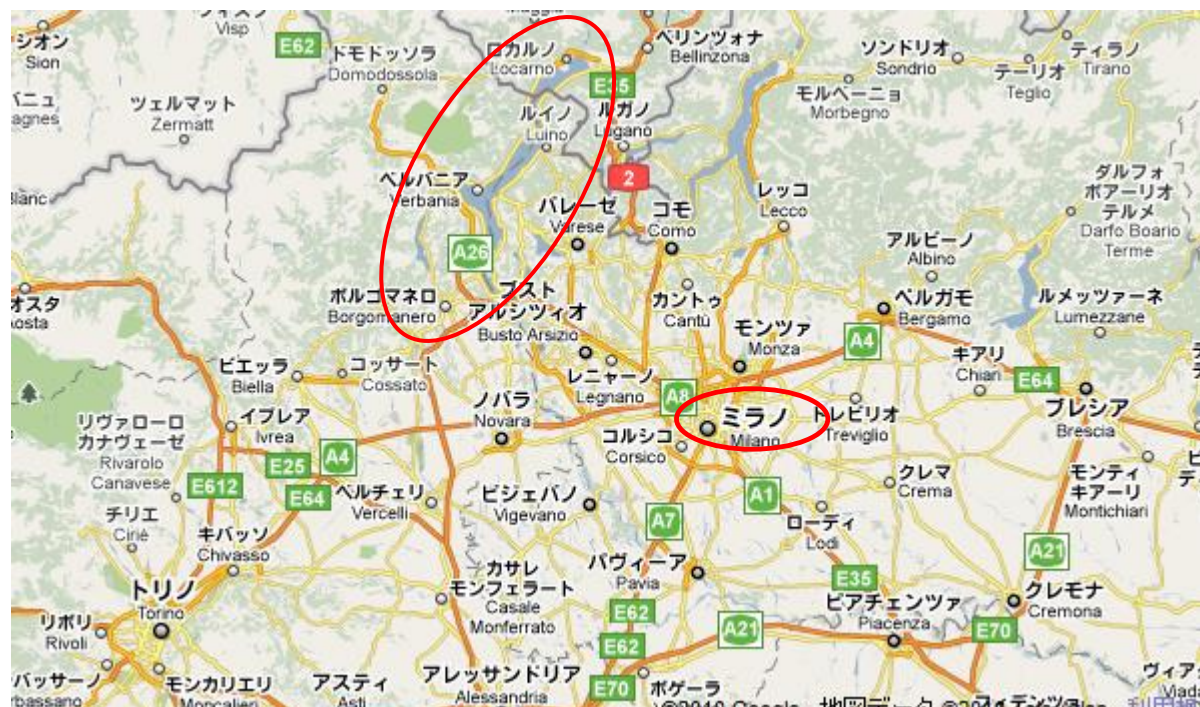 Visp
E62
シオン
Sion
ドモドッソラ
Domodossola
ロカルノ
Locarno
ベリンツォナ
Bellinzona
ソンドリオ
Sondrio
ティラノ
Tirano
テーリオ
Teglio
E35
モルベーニョ
Morbegno
ツェルマット
Zermatt
ルイノ
Luino
ルガノ
Lugano
2
ベルバニア
Verbania
バレーゼ
Varese
コモ
Como
レッコ
Lecco
ダルフォ
ボアーリオ
テルメ
Darfo Boario
Terme
A26
アルビーノ
Albino
ボルゴマネロ
Borgomanero
ブスト
アルシツィオ
Busto Arsizio
カントゥ
Cantù
ベルガモ
Bergamo
ルメッツァーネ
Lumezzane
モンツァ
Monza
A4
ビエッラ
Biella
コッサート
Cossato
レニャーノ
Legnano
キアリ
Chiari
E64
A8
ノバラ
Novara
ミラノ
Milano
トレビリオ
Treviglio
ブレシア
Brescia
リヴァローロ
カナヴェーゼ
Rivarolo
Canavese
イブレア
Ivrea
コルシコ
Corsico
E25
A4
E612
E64
ベルチェリ
Vercelli
ビジェバノ
Vigevano
クレマ
Crema
モンティ
キアーリ
Montichiari
A1
チリエ
Cirié
キバッソ
Chivasso
A7
ローディ
Lodi
A21
カサレ
モンフェラート
Casale
Monferrato
パヴィーア
Pavia
E35
トリノ
Torino
E62
ピアチェンツァ
Piacenza
クレモナ
Cremona
リボリ
Rivoli
E62
A21
E70
モンカリエリ
Moncalieri
アスティ
Asti
アレッサンドリア
Alessandria
E70
ボゲーラ